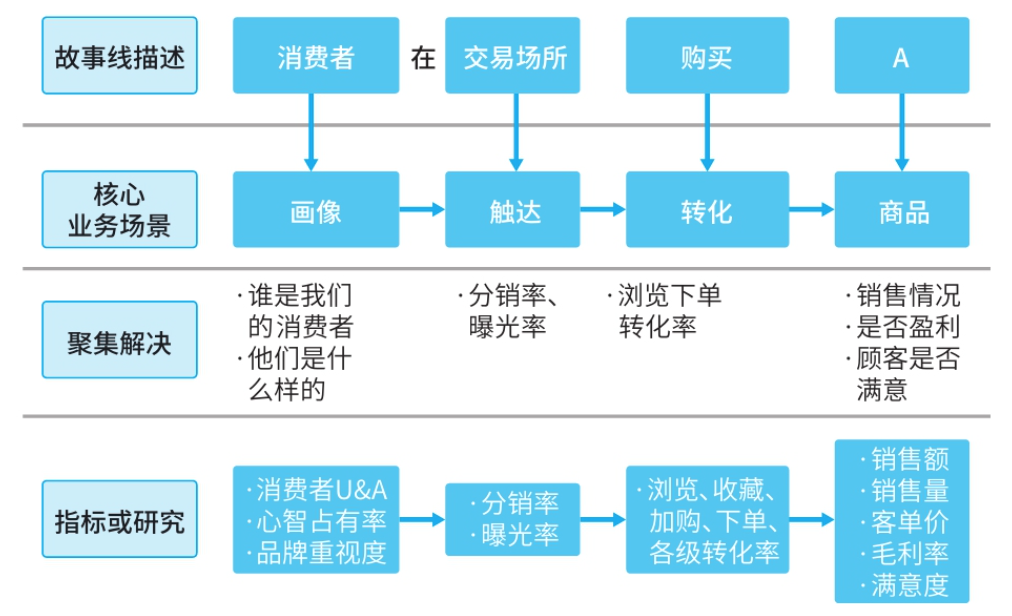 故事线描述
消费者
在
交易场所
购买
A
核心
业务场景
画像
触达
转化
商品
聚集解决
·谁是我们
的消费者
·他们是什
么样的
·分销率、
曝光率
·浏览下单
转化率
·销售情况
·是否盈利
·顾客是否
满意
指标或研究
·消费者U&A
·心智占有率
·品牌重视度
·分销率
·曝光率
·浏览、收藏、
加购、下单、
各级转化率
·销售额
·销售量
·客单价
·毛利率
·满意度